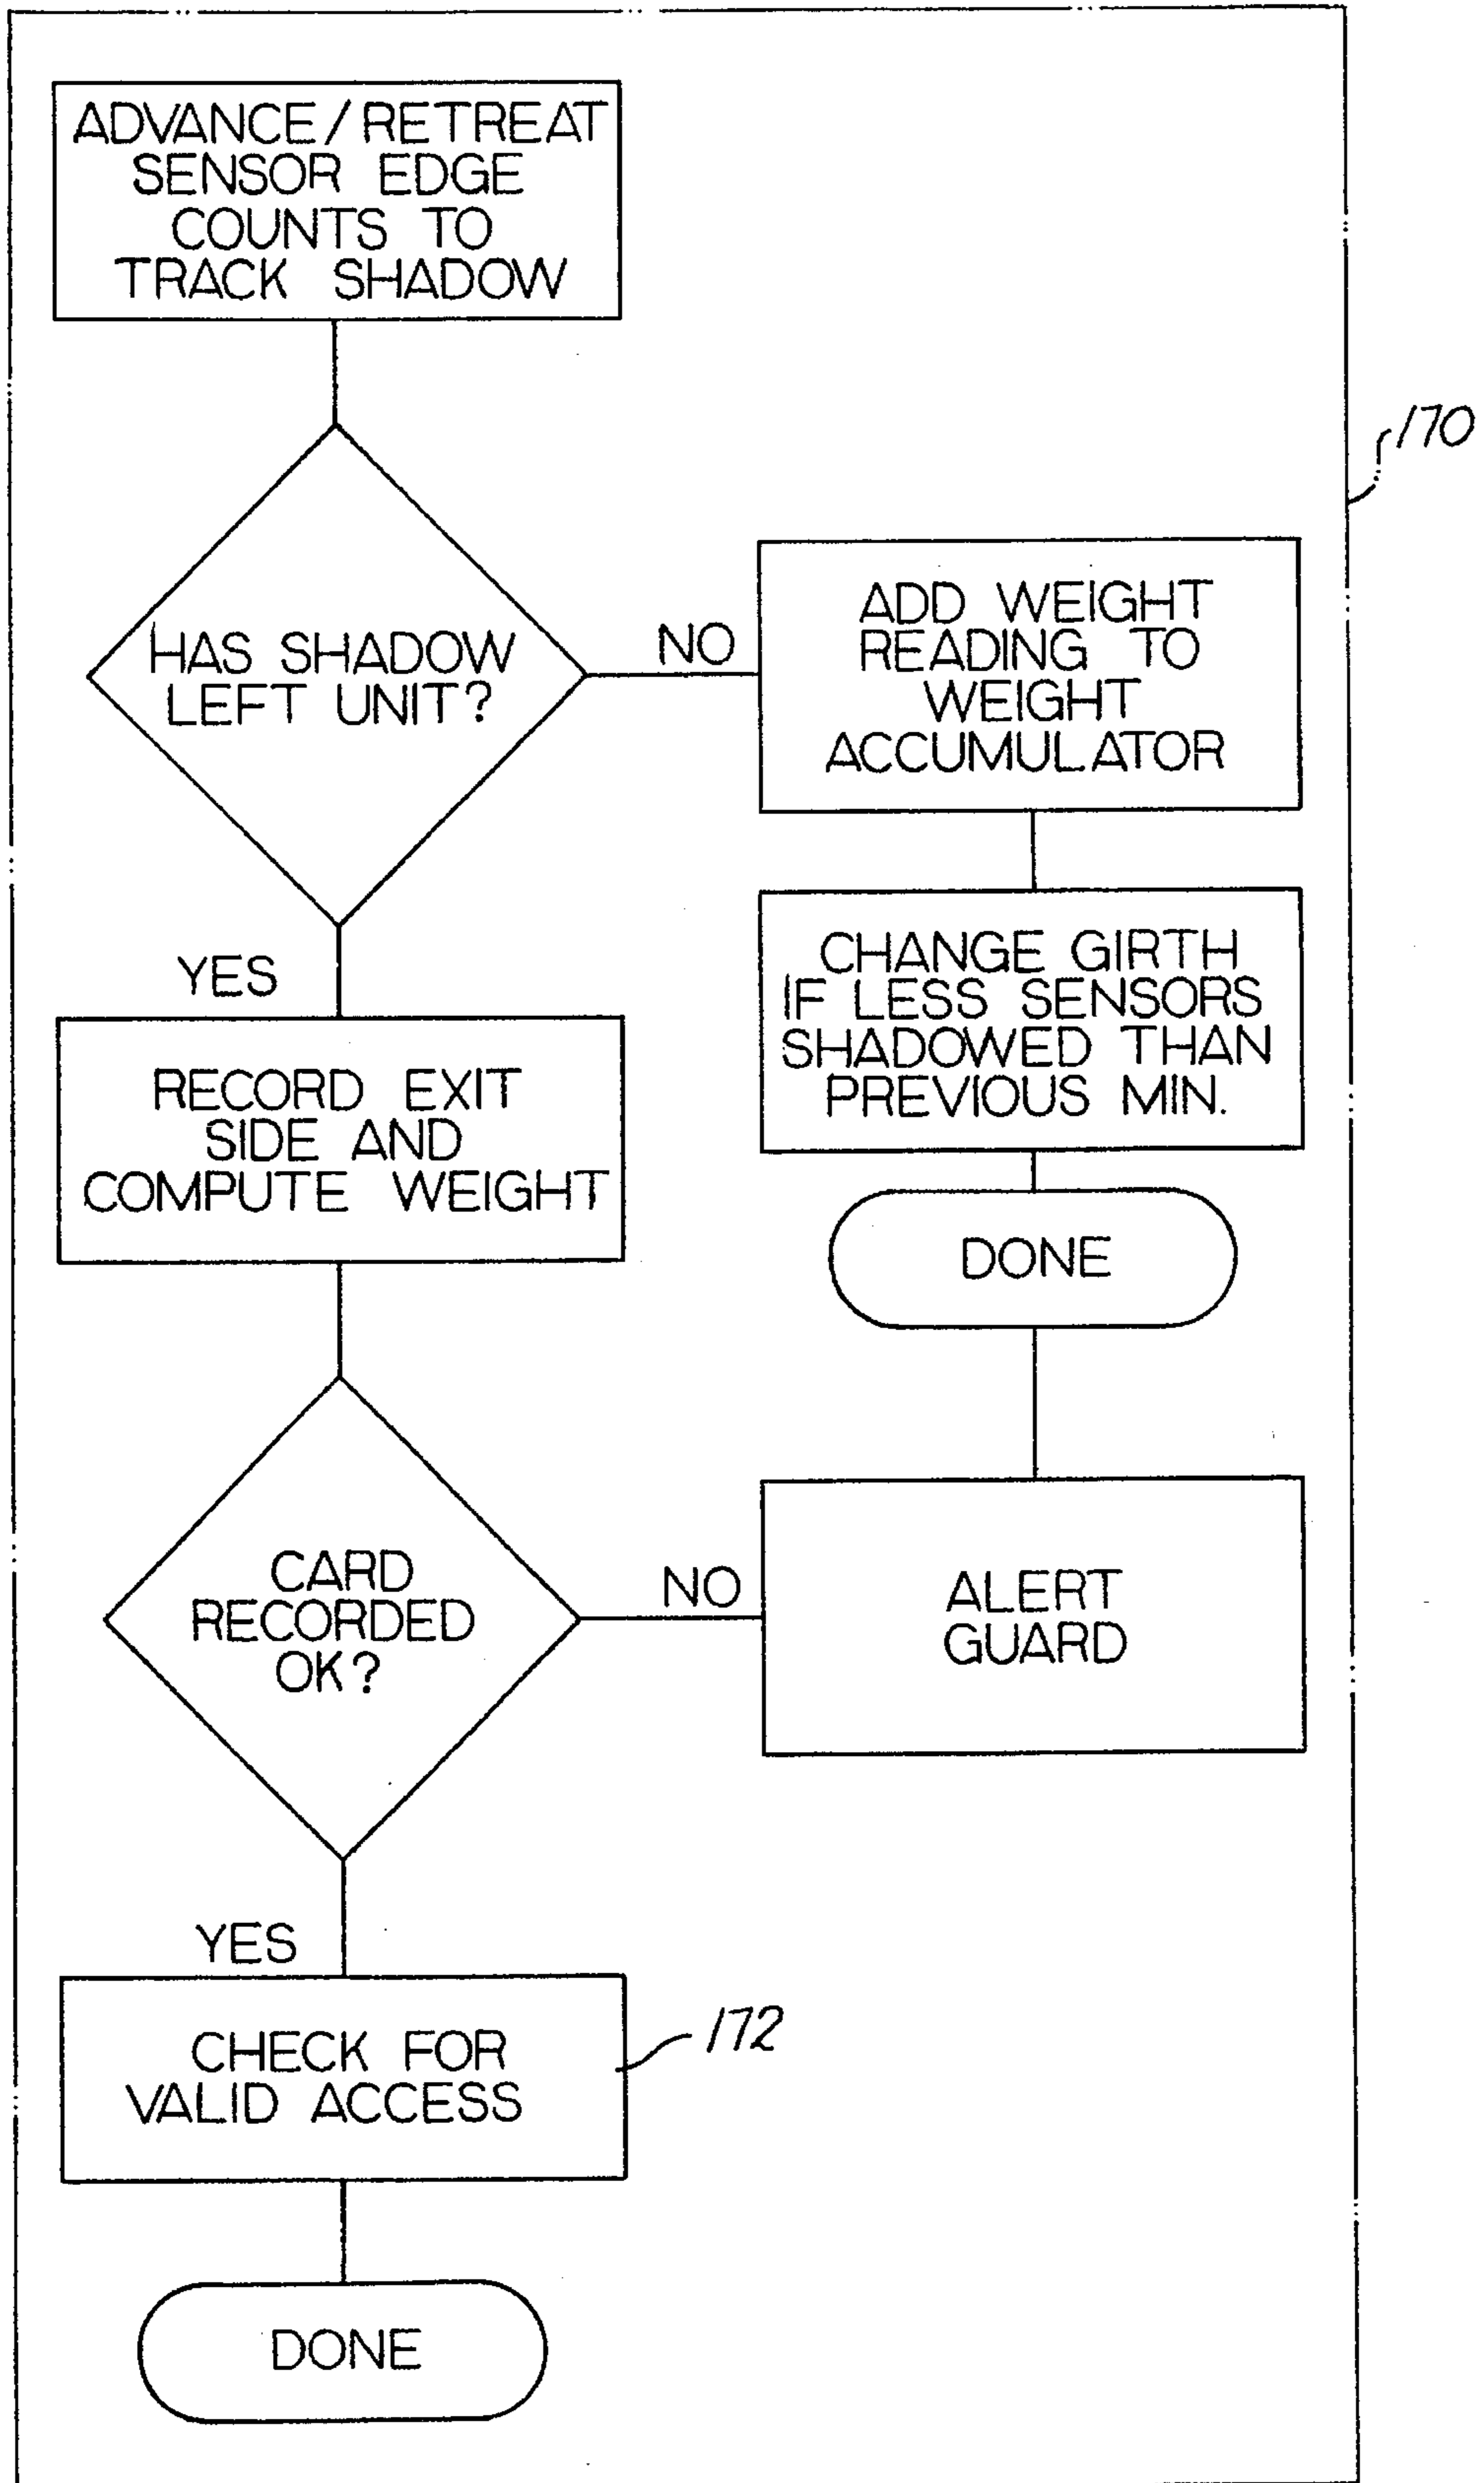 ADVANCE/RETREAT
SENSOR EDGE
COUNTS TO
TRACK SHADOW
170
HAS SHADOW
LEFT UNIT?
NO
ADD WEIGHT
READING TO
WEIGHT
ACCUMULATOR
YES
CHANGE GIRTH
IF LESS SENSORS
SHADOWED THAN
PREVIOUS MIN.
RECORD EXIT
SIDE AND
COMPUTE WEIGHT
DONE
CARD
RECORDED
OK?
NO
ALERT
GUARD
YES
CHECK FOR
VALID ACCESS
172
DONE